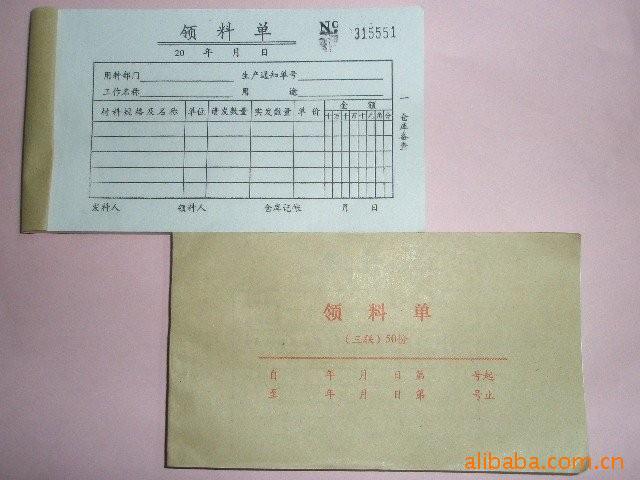 领料单
№ 315551
20 年 月 日
用料部门 生产通知单号
工作名称 用途
材料规格及名称 单位 请发数量 实发数量 单价 金额
十万千百十元角分
一 仓库备查
发料人 领料人 仓库记帐 月 日
领料单
(三联) 50份
自 年 月 日第 号起
至 年 月 日第 号止
alibaba.com.cn